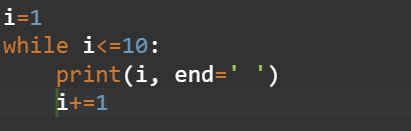 i=1
while i<=10:
    print(i, end=' ')
    i+=1